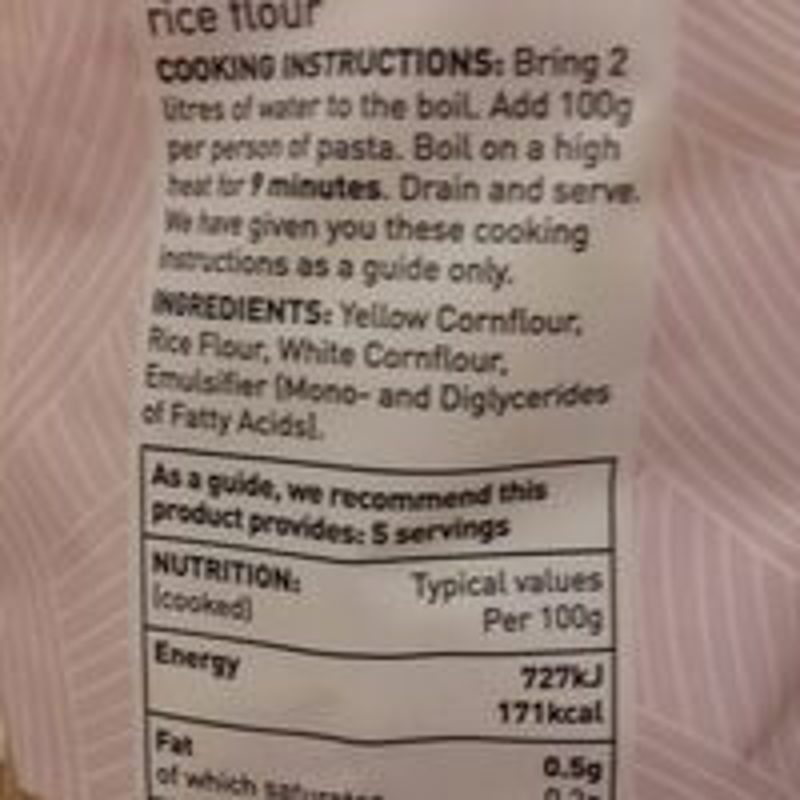 rice flour
COOKING INSTRUCTIONS: Bring 2
litres of water to the boil. Add 100g
per person of pasta. Boil on a high
heat for 9 minutes. Drain and serve.
We have given you these cooking
instructions as a guide only.
INGREDIENTS: Yellow Cornflour,
Rice Flour, White Cornflour,
Emulsifier (Mono- and Diglycerides
of Fatty Acids).
As a guide, we recommend this
product provides: 5 servings
NUTRITION: Typical values
(cooked) Per 100g
Energy 727kJ
171kcal
Fat 0.5g
of which saturates